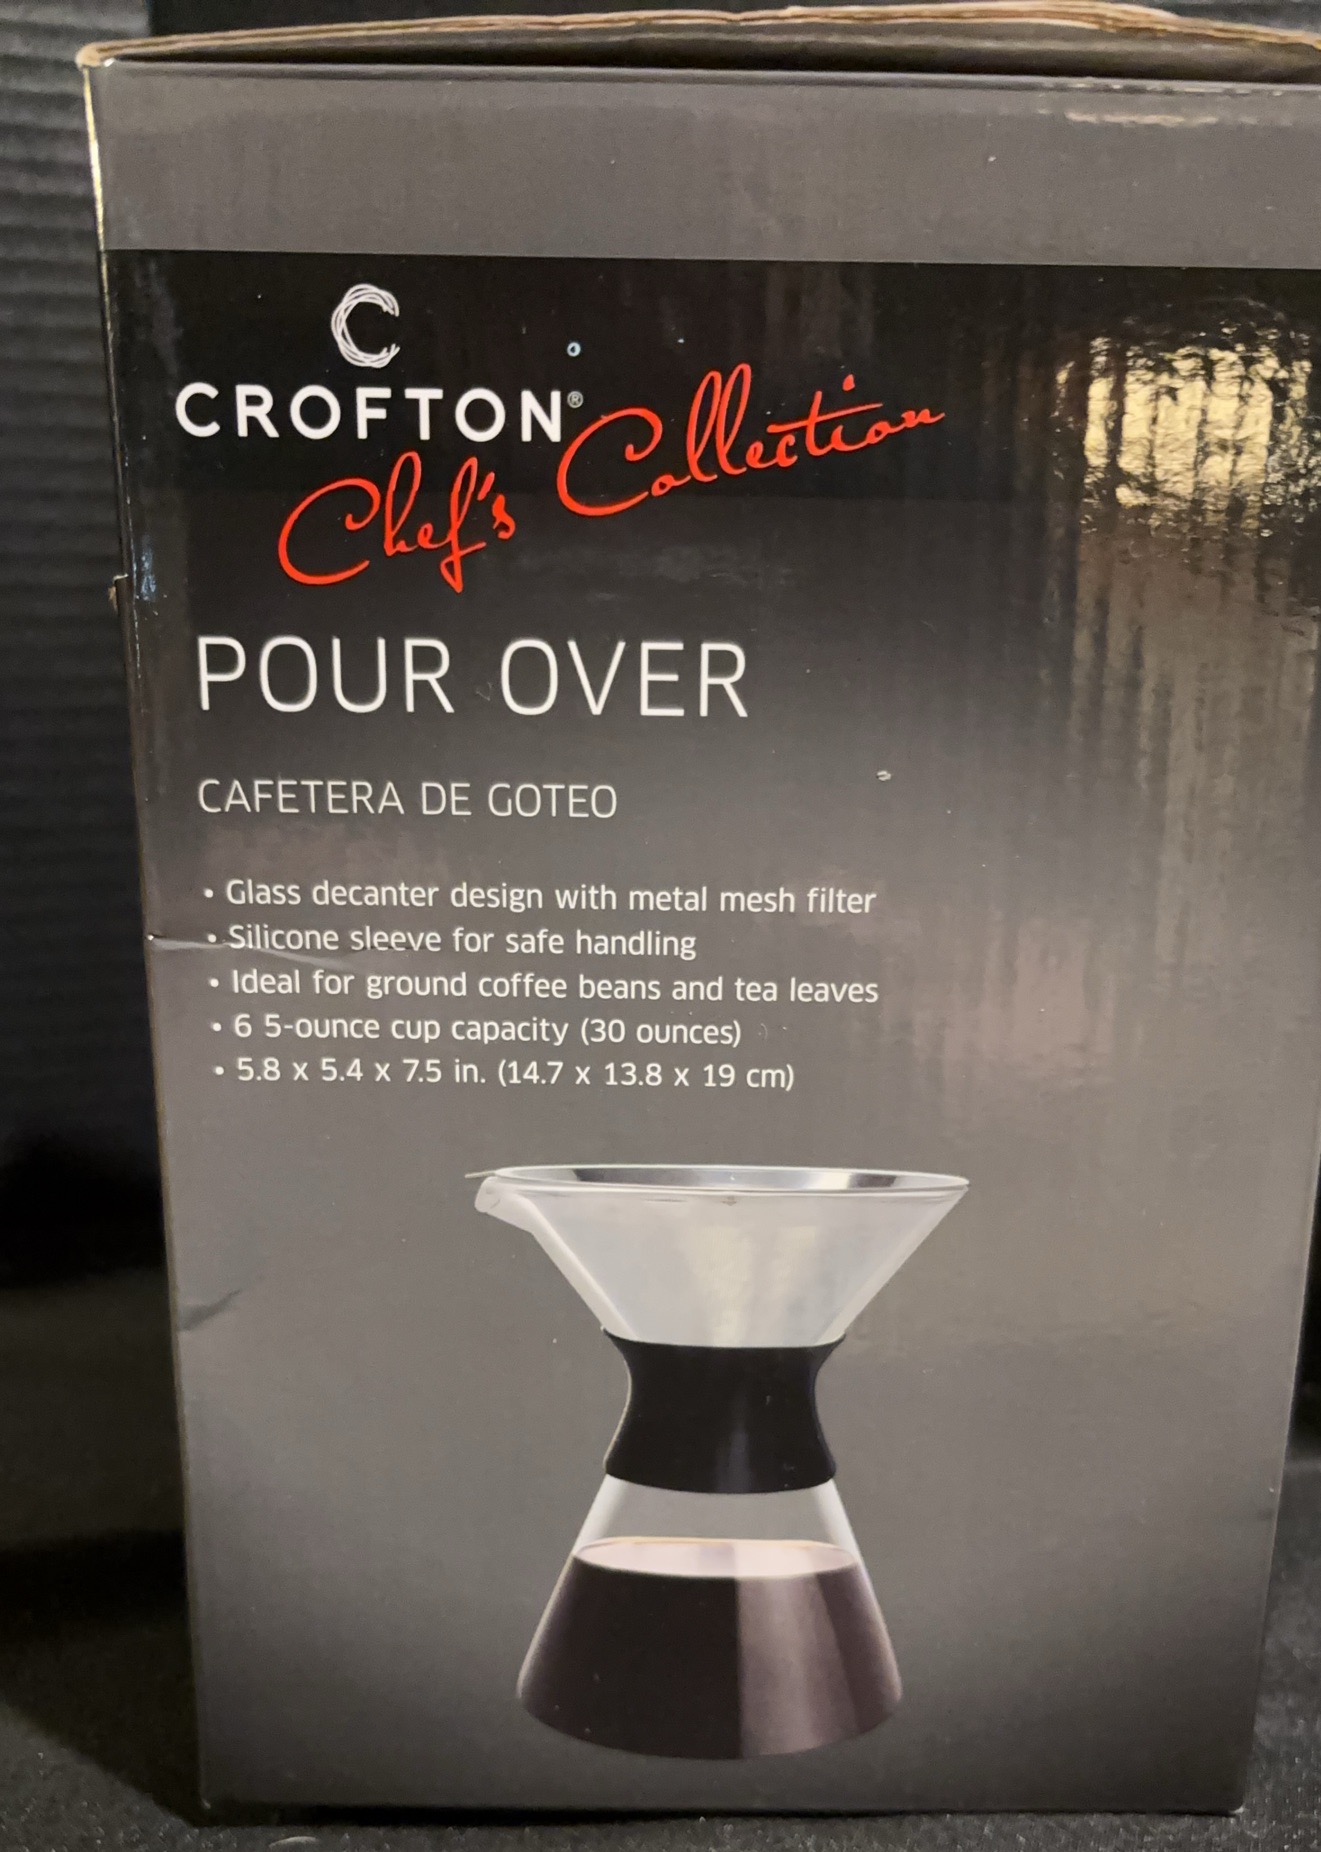 C
CROFTON®
Chef's Collection
POUR OVER
CAFETERA DE GOTEO
• Glass decanter design with metal mesh filter
• Silicone sleeve for safe handling
• Ideal for ground coffee beans and tea leaves
• 6 5-ounce cup capacity (30 ounces)
• 5.8 x 5.4 x 7.5 in. (14.7 x 13.8 x 19 cm)